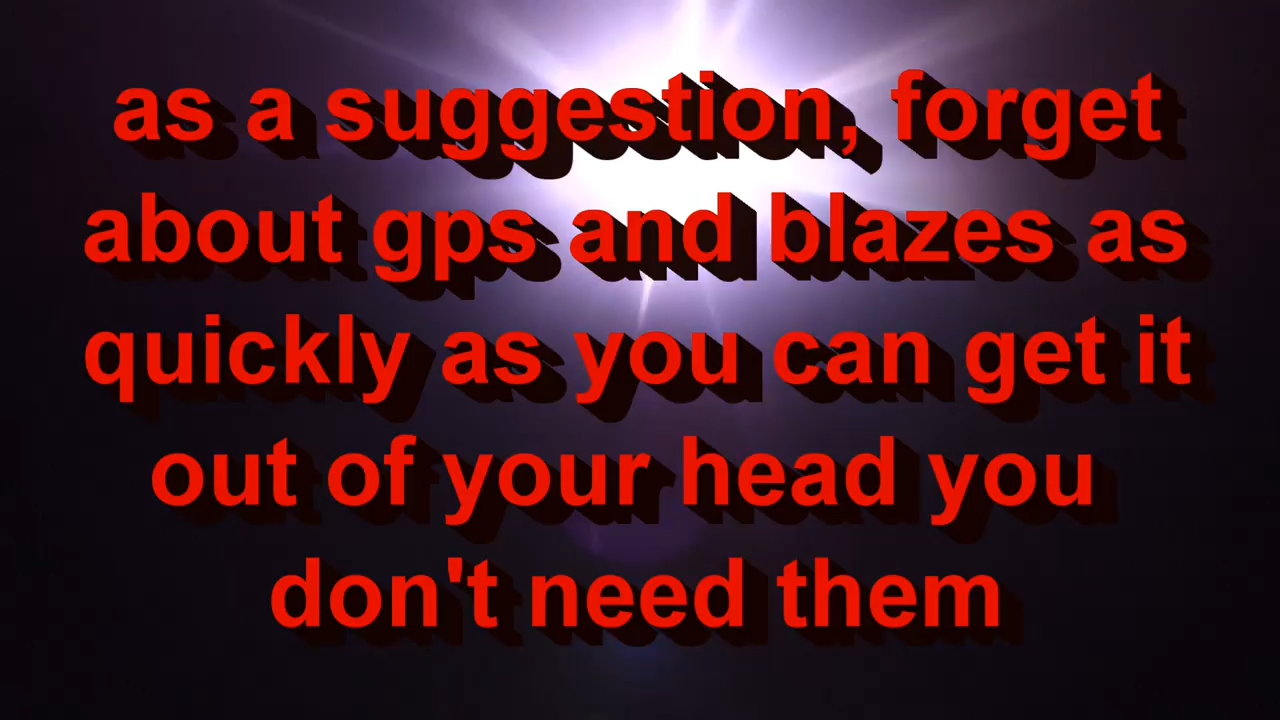 as a suggestion, forget
about gps and blazes as
quickly as you can get it
out of your head you
don't need them